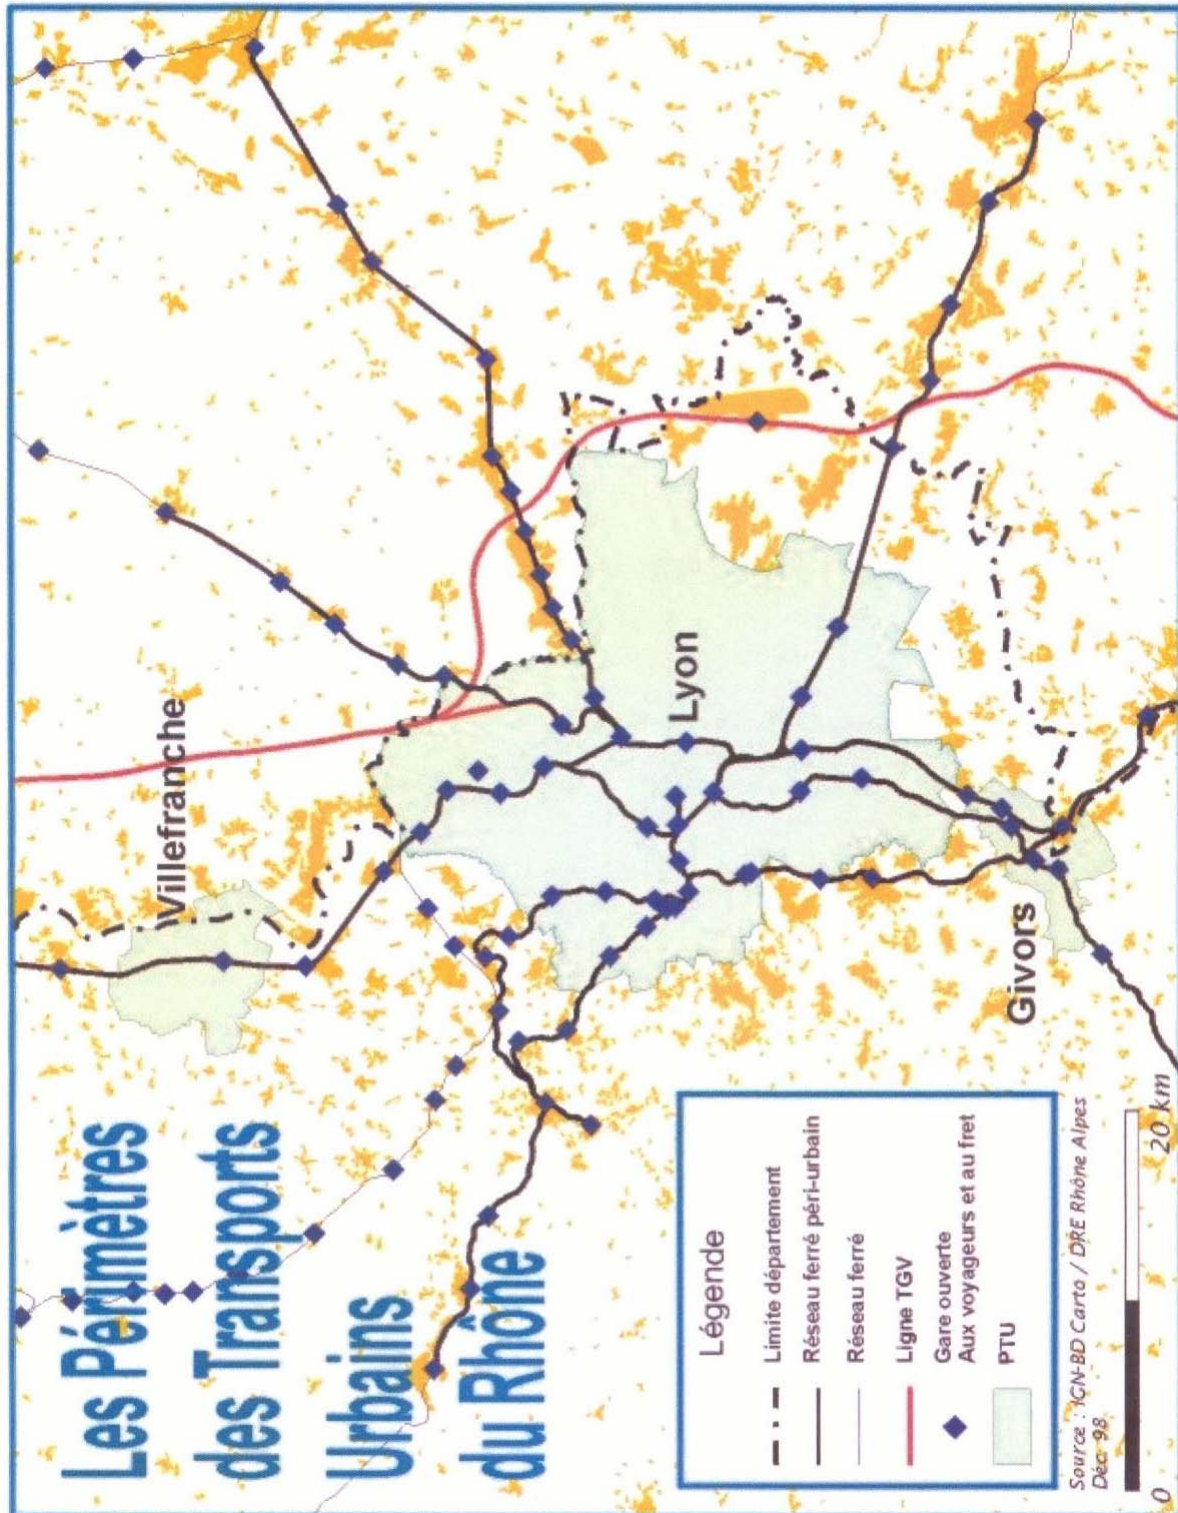 Les Périmètres
des Transports
Urbains
du Rhône
Villefranche
Lyon
Givors
Légende
Limite département
Réseau ferré péri-urbain
Réseau ferré
Ligne TGV
Gare ouverte
Aux voyageurs et au fret
PTU
Source : IGN-BD Carto / DRE Rhône Alpes
Déc. 98
0 20 km